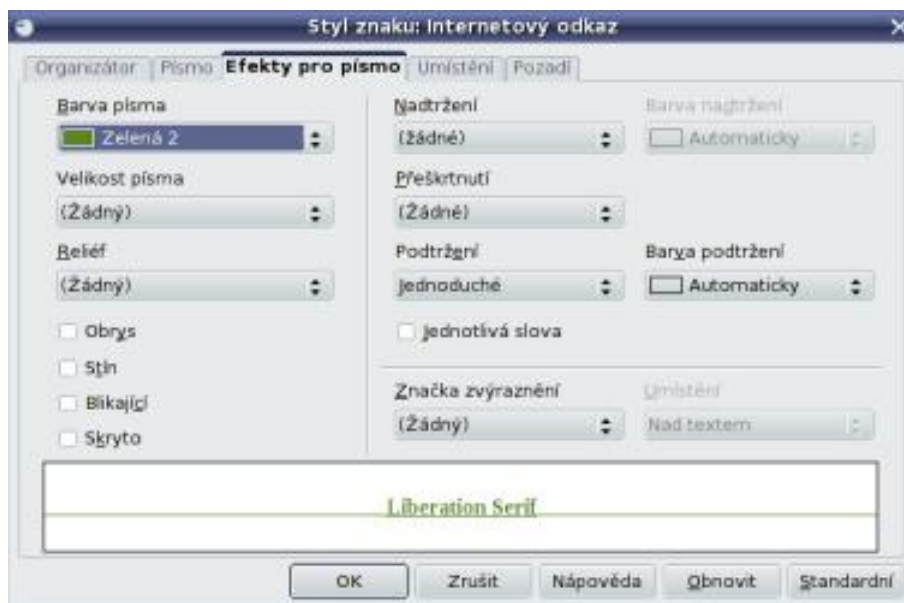 Styl znaku: Internetový odkaz
Organizátor Písmo Efekty pro písmo Umístění Pozadí
Barva písma
Zelená 2
Velikost písma
(Žádný)
Reliéf
(Žádný)
Obrys
Stín
Blikající
Skryto
Nadtržení
(žádné)
Barva nadtržení
Automaticky
Přeškrtnutí
(Žádné)
Podtržení
Jednoduché
Barva podtržení
Automaticky
Jednotlivá slova
Značka zvýraznění
(Žádný)
Umístění
Nad textem
Liberation Serif
OK Zrušit Nápověda Obnovit Standardní